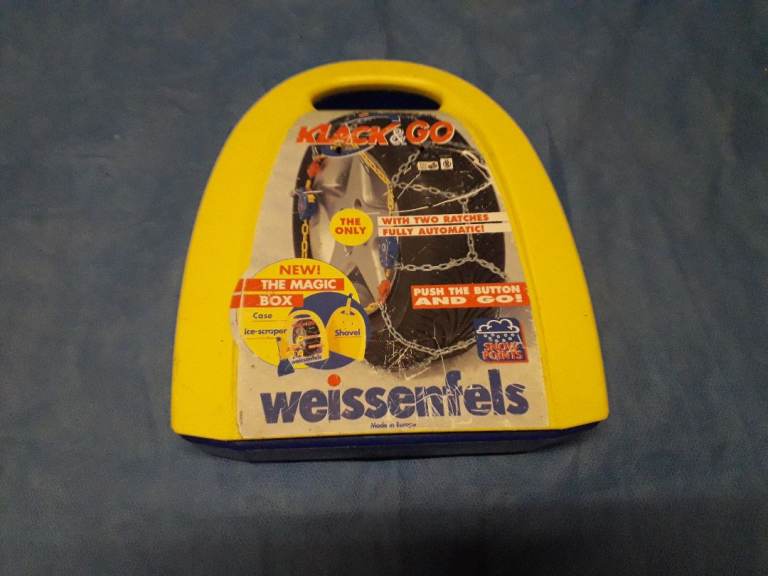 KLACK&GO
THE
ONLY
WITH TWO RATCHES
FULLY AUTOMATIC!
NEW!
THE MAGIC
BOX
Case
ice-scraper
Shovel
weissenfels
PUSH THE BUTTON
AND GO!
SNOW
POINTS
weissenfels
Made in Europe